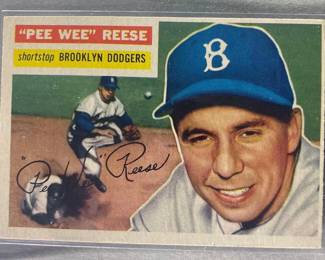 "PEE WEE" REESE
shortstop BROOKLYN DODGERS
B
"Pee Wee" Reese